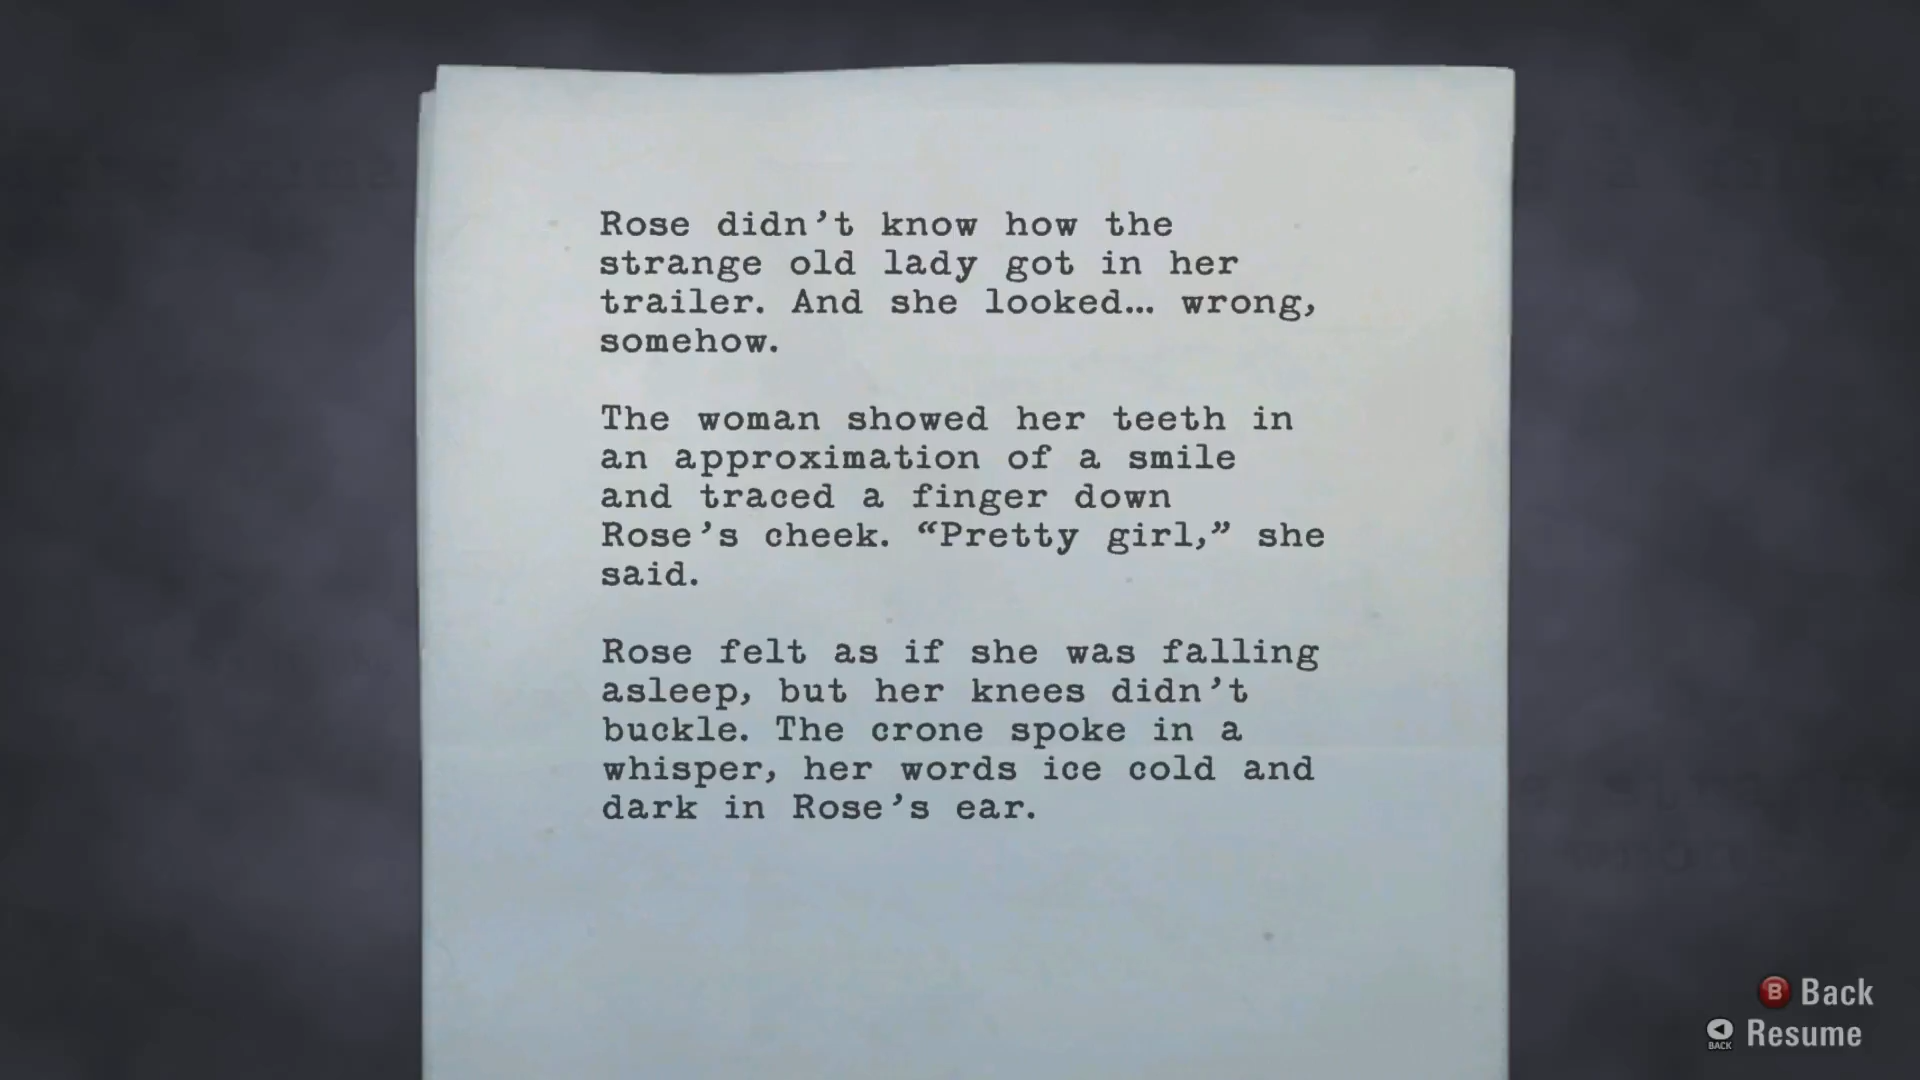 Rose didn’t know how the
strange old lady got in her
trailer. And she looked… wrong,
somehow.
The woman showed her teeth in
an approximation of a smile
and traced a finger down
Rose’s cheek. “Pretty girl,” she
said.
Rose felt as if she was falling
asleep, but her knees didn’t
buckle. The crone spoke in a
whisper, her words ice cold and
dark in Rose’s ear.
B Back
BACK Resume